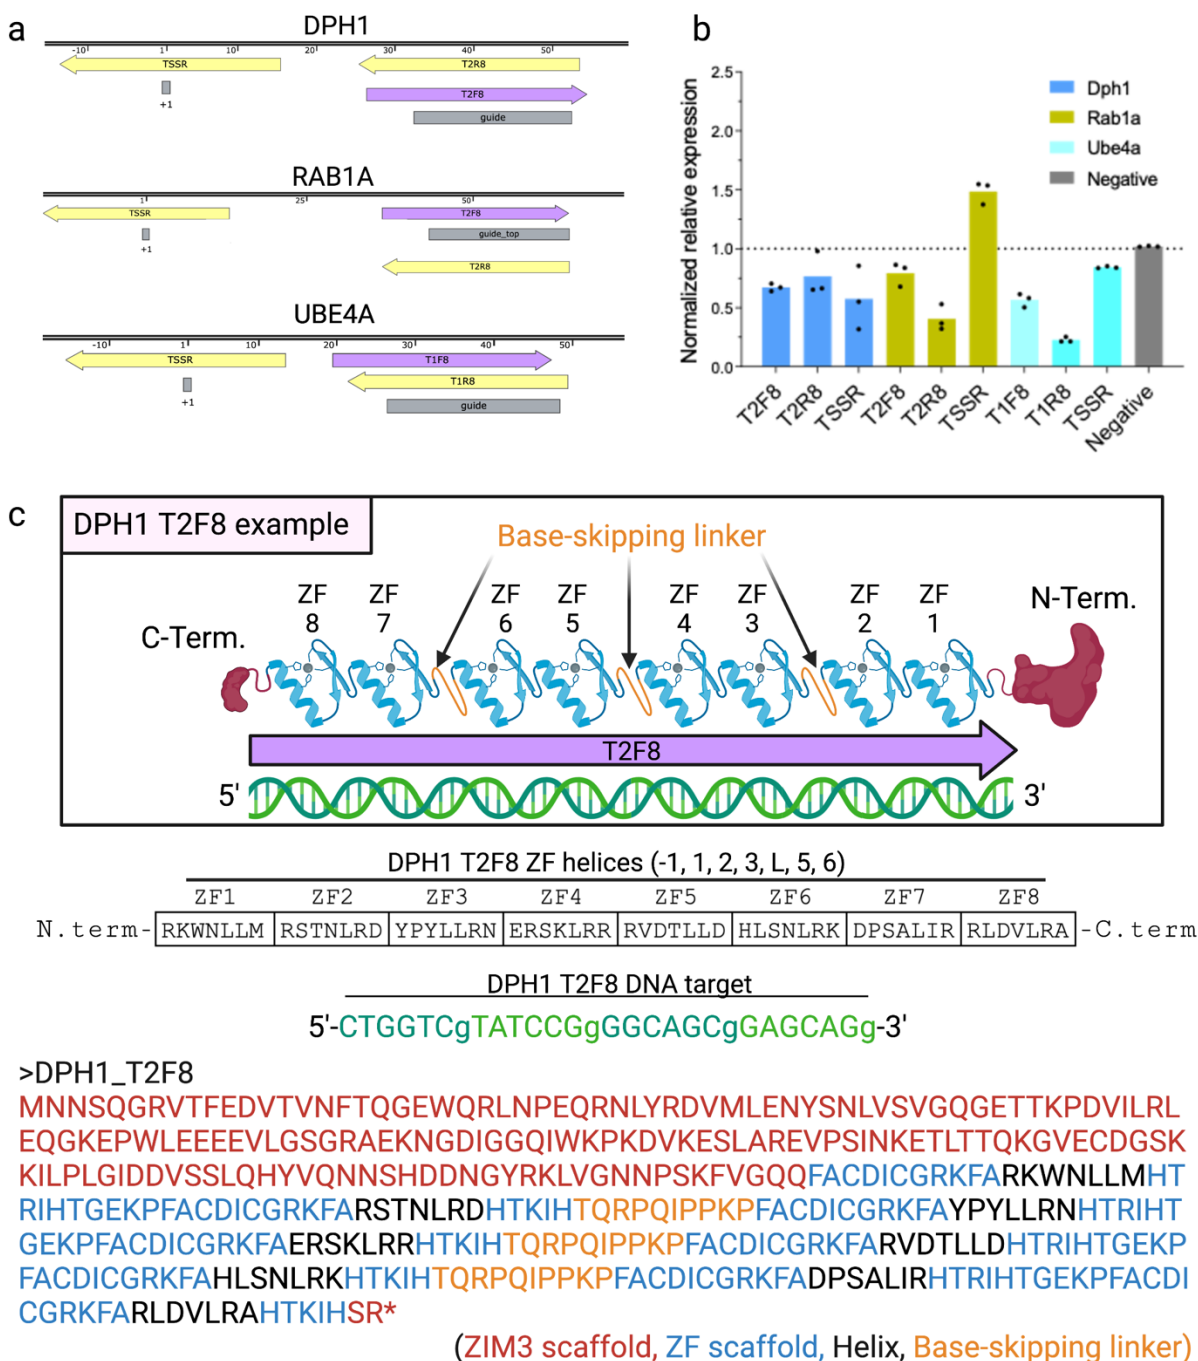 a
DPH1
-10 1 10 20 30 40 50
TSSR T2R8
+1 T2F8
guide
RAB1A
1 25 50
TSSR T2F8
+1 guide_top
T2R8
UBE4A
-10 1 10 20 30 40 50
TSSR T1F8
+1 T1R8
guide
b
Normalized relative expression
2.5
2.0
1.5
1.0
0.5
0.0
Dph1
Rab1a
Ube4a
Negative
T2F8 T2R8 TSSR T2F8 T2R8 TSSR T1F8 T1R8 TSSR Negative
c
DPH1 T2F8 example
Base-skipping linker
C-Term.
ZF 8 ZF 7 ZF 6 ZF 5 ZF 4 ZF 3 ZF 2 ZF 1
N-Term.
T2F8
5' 3'
DPH1 T2F8 ZF helices (-1, 1, 2, 3, L, 5, 6)
ZF1 ZF2 ZF3 ZF4 ZF5 ZF6 ZF7 ZF8
N.term- RKWNLLM RSTNLRD YPYLLRN ERSKLRR RVDTLLD HLSNLRK DPSALIR RLDVLRA -C.term
DPH1 T2F8 DNA target
5'-CTGGTCgTATCCGgGGCAGCgGAGCAGg-3'
>DPH1_T2F8
MNNSQGRVTFEDVTVNFTQGEWQRLNPEQRNLYRDVMLENYSNLVSVGQGETTKPDVILRL
EQGKEPWLEEEEVLGSGRAEKNGDIGGQIWKPKDVKESLAREVPSINKETLTTQKGVECDGSK
KILPLGIDDVSSLQHYVQNNSHDDNGYRKLVGNNPSKFVGQQFACDICGRKFARKWNLLMHT
RIHTGEKPFACDICGRKFARSTNLRDHTKIHTQRPQIPPKPFACDICGRKFAYPYLLRNHTRIHT
GEKPFACDICGRKFAERSKLRRHTKIHTQRPQIPPKPFACDICGRKFARVDTLLDHTRIHTGEKP
FACDICGRKFAHLSNLRKHTKIHTQRPQIPPKPFACDICGRKFADPSALIRHTRIHTGEKPFACDI
CGRKFARLDVLRAHTKIHSR*
(ZIM3 scaffold, ZF scaffold, Helix, Base-skipping linker)